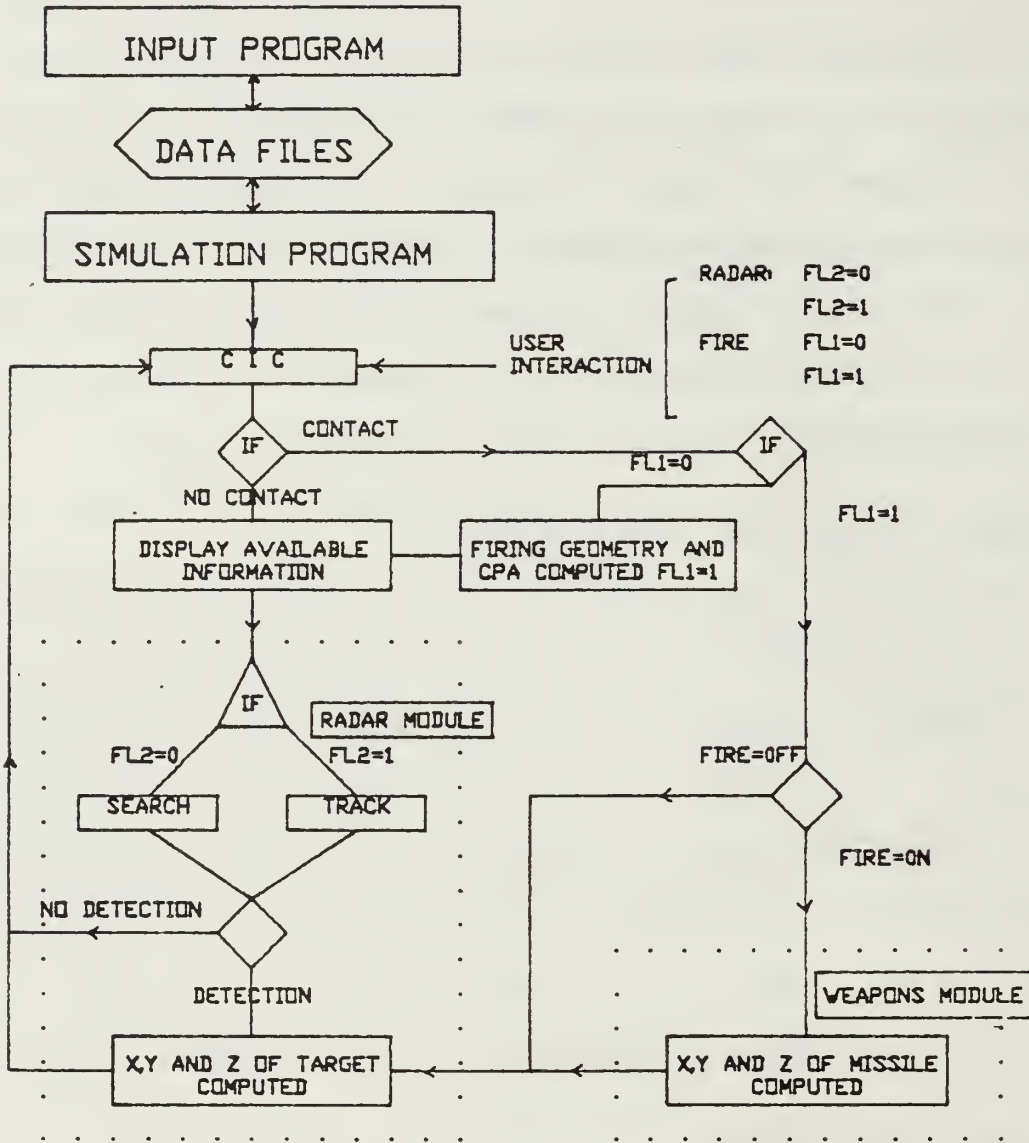 INPUT PROGRAM
DATA FILES
SIMULATION PROGRAM
RADAR: FL2=0
FL2=1
USER
INTERACTION
FIRE FL1=0
FL1=1
C I C
IF
CONTACT
FL1=0
IF
NO CONTACT
FL1=1
DISPLAY AVAILABLE
INFORMATION
FIRING GEOMETRY AND
CPA COMPUTED FL1=1
IF
RADAR MODULE
FL2=0
FL2=1
SEARCH
TRACK
FIRE=OFF
FIRE=ON
NO DETECTION
DETECTION
WEAPONS MODULE
X,Y AND Z OF TARGET
COMPUTED
X,Y AND Z OF MISSILE
COMPUTED